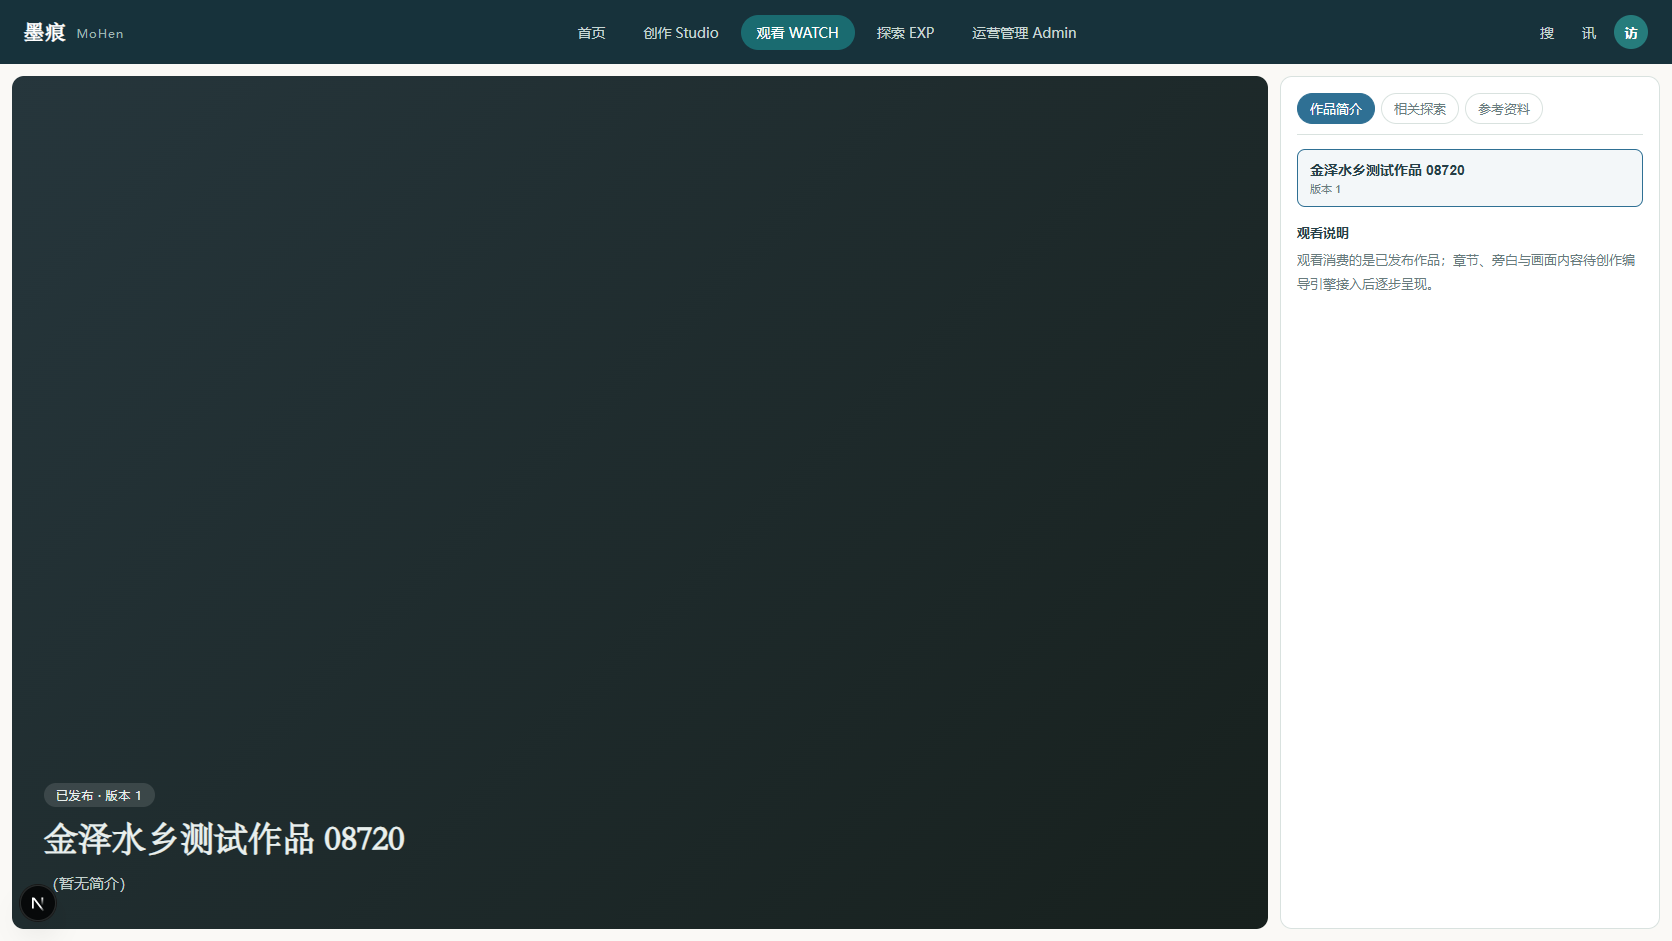 墨痕 MoHen
首页 创作 Studio 观看 WATCH 探索 EXP 运营管理 Admin
搜 讯 访
已发布 · 版本 1
金泽水乡测试作品 08720
(暂无简介)
N
作品简介 相关探索 参考资料
金泽水乡测试作品 08720
版本 1
观看说明
观看消费的是已发布作品；章节、旁白与画面内容待创作编
导引擎接入后逐步呈现。